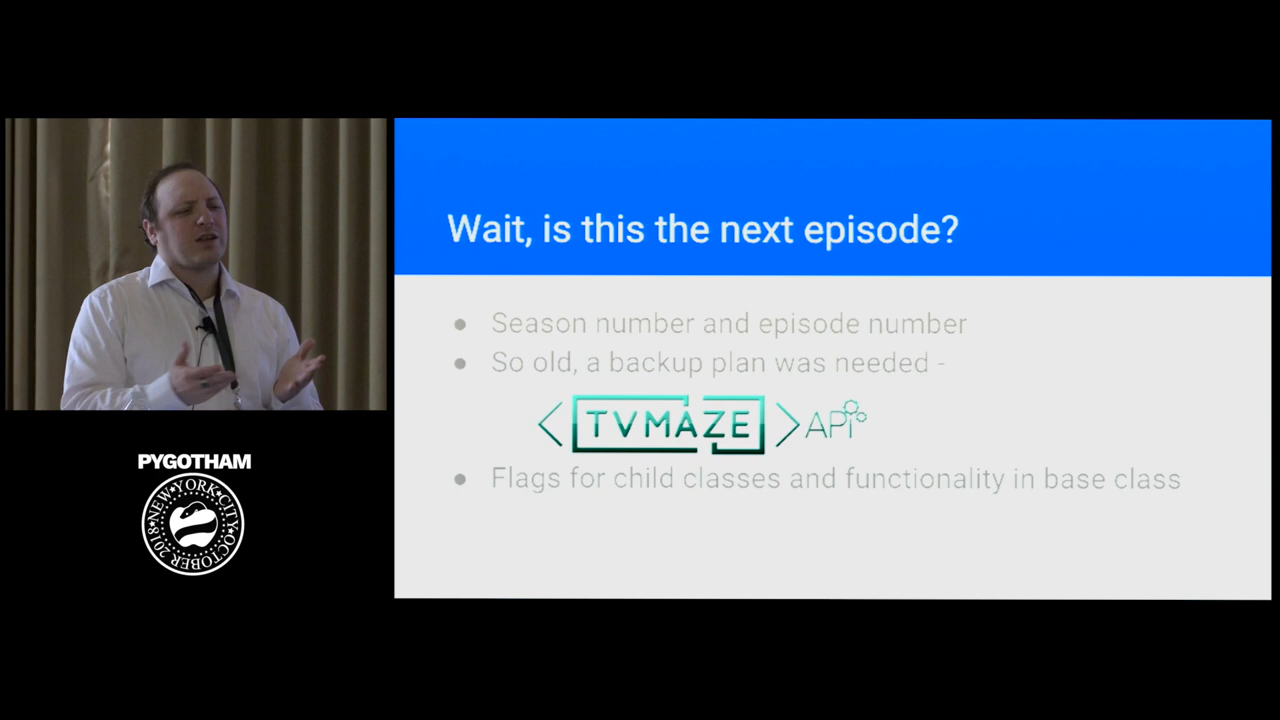 Wait, is this the next episode?
● Season number and episode number
● So old, a backup plan was needed -
<TVMAZE>API
● Flags for child classes and functionality in base class
PYGOTHAM
NEW·YORK·CITY·OCTOBER 2018